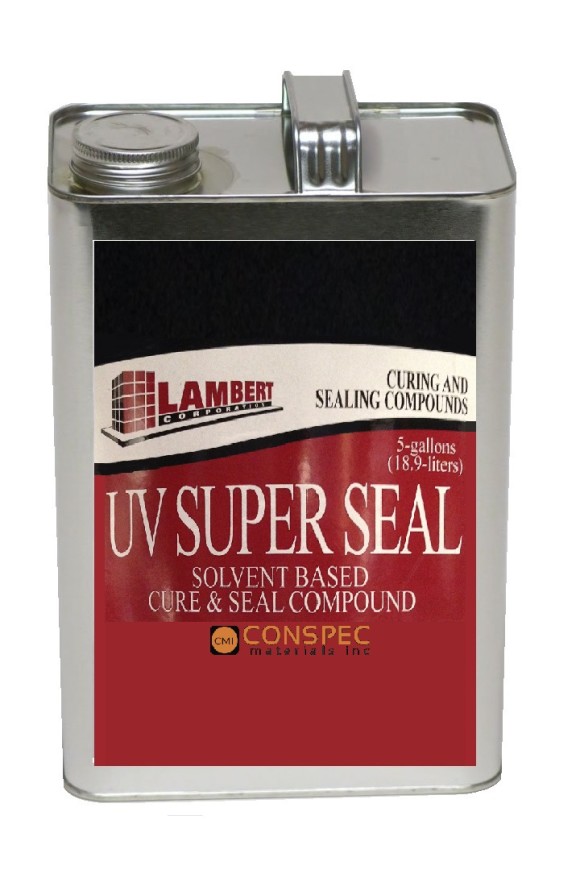 LAMBERT
CORPORATION
CURING AND
SEALING COMPOUNDS
5-gallons
(18.9-liters)
UV SUPER SEAL
SOLVENT BASED
CURE & SEAL COMPOUND
CMI CONSPEC
materials inc